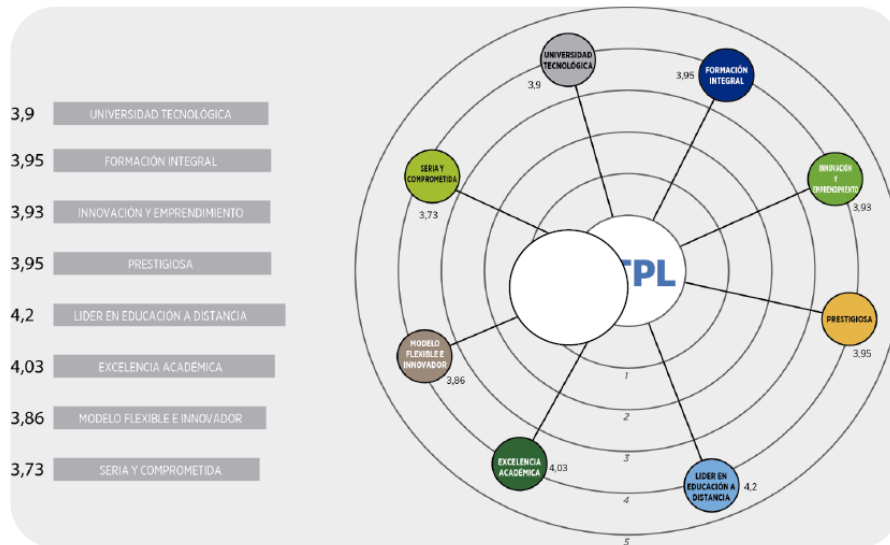 3,9 UNIVERSIDAD TECNOLÓGICA
3,95 FORMACIÓN INTEGRAL
3,93 INNOVACIÓN Y EMPRENDIMIENTO
3,95 PRESTIGIOSA
4,2 LIDER EN EDUCACIÓN A DISTANCIA
4,03 EXCELENCIA ACADÉMICA
3,86 MODELO FLEXIBLE E INNOVADOR
3,73 SERIA Y COMPROMETIDA
UNIVERSIDAD
TECNOLÓGICA
3,9
FORMACIÓN
INTEGRAL
3,95
INNOVACIÓN
Y
EMPRENDIMIENTO
3,93
PRESTIGIOSA
3,95
LIDER EN
EDUCACIÓN A
DISTANCIA
4,2
EXCELENCIA
ACADÉMICA
4,03
MODELO
FLEXIBLE E
INNOVADOR
3,86
SERIA Y
COMPROMETIDA
3,73
TPL
1
2
3
4
5